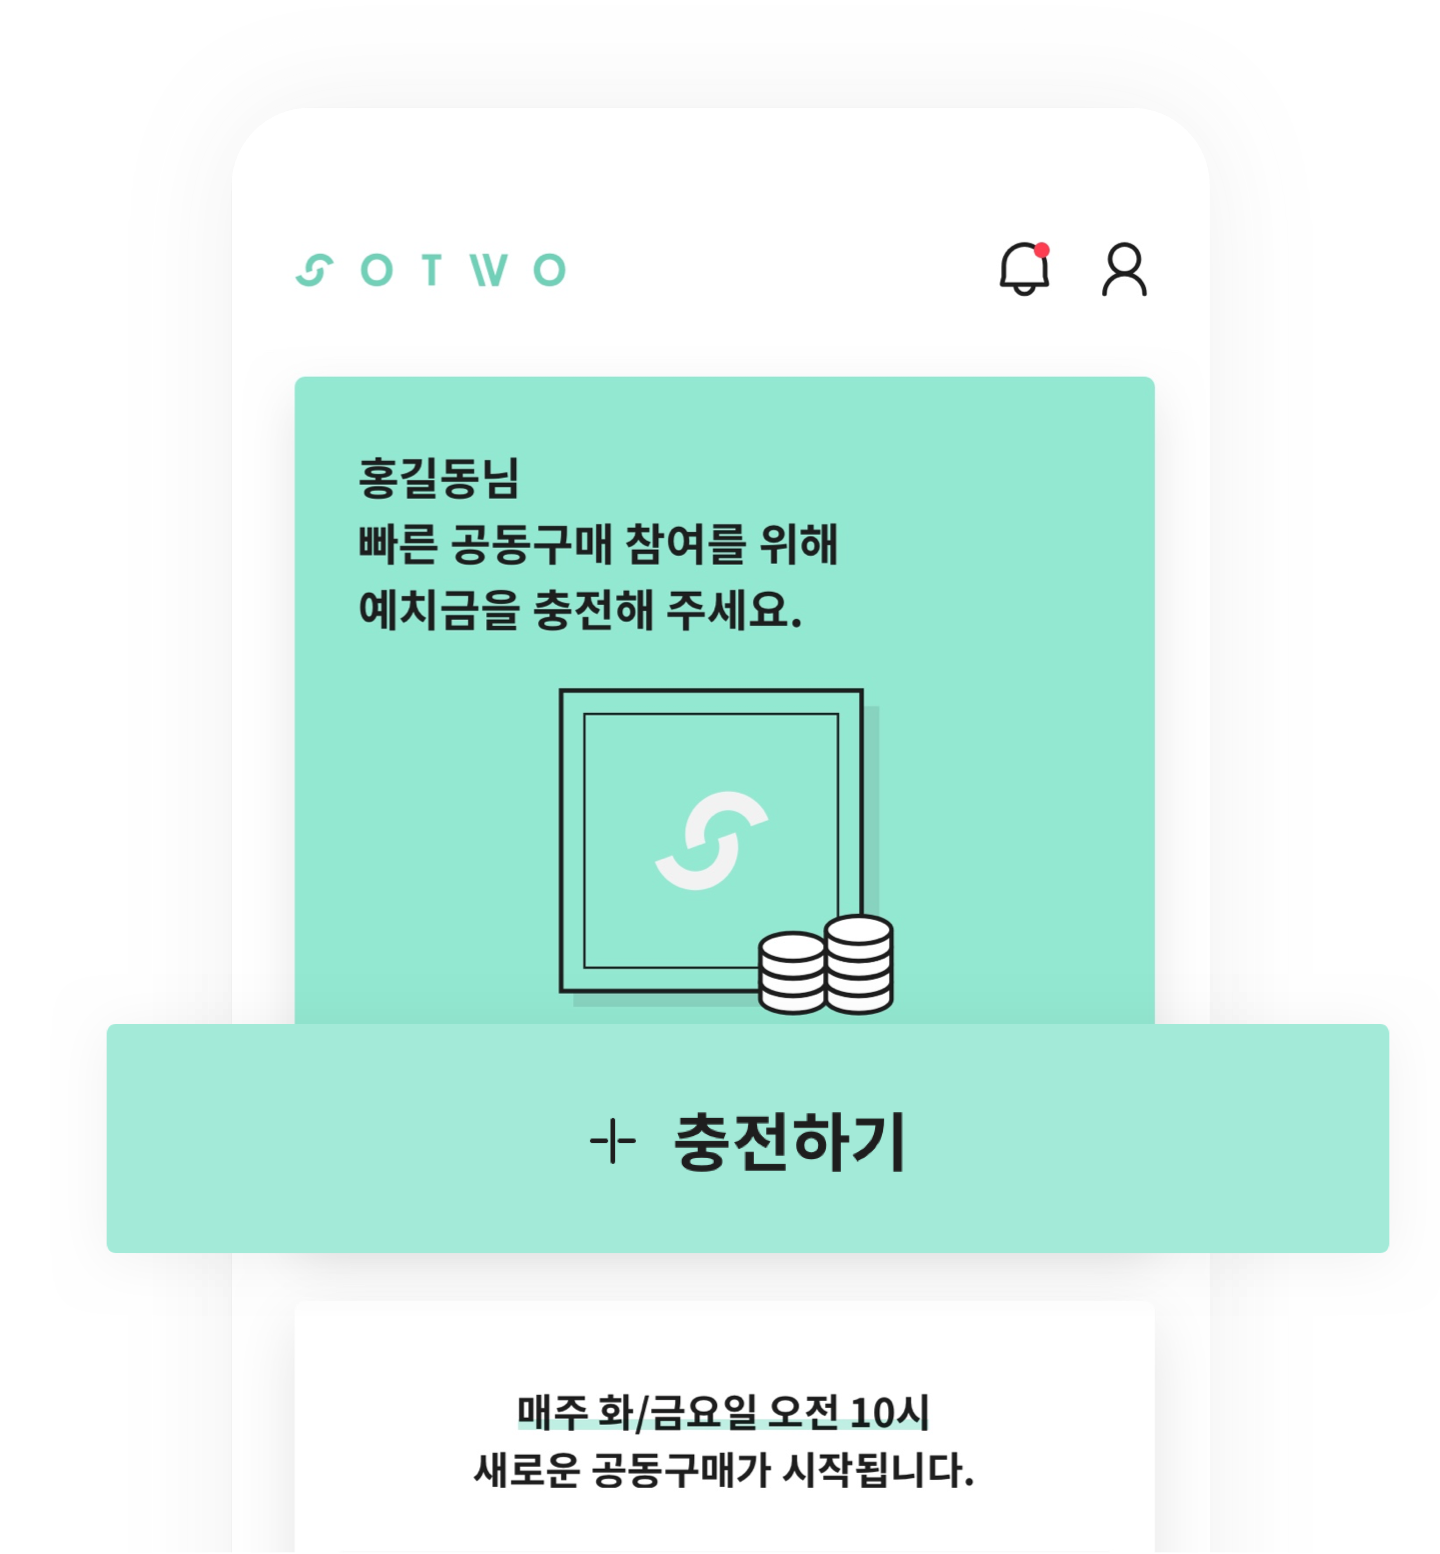 SOTWO
홍길동님
빠른 공동구매 참여를 위해
예치금을 충전해 주세요.
충전하기
매주 화/금요일 오전 10시
새로운 공동구매가 시작됩니다.